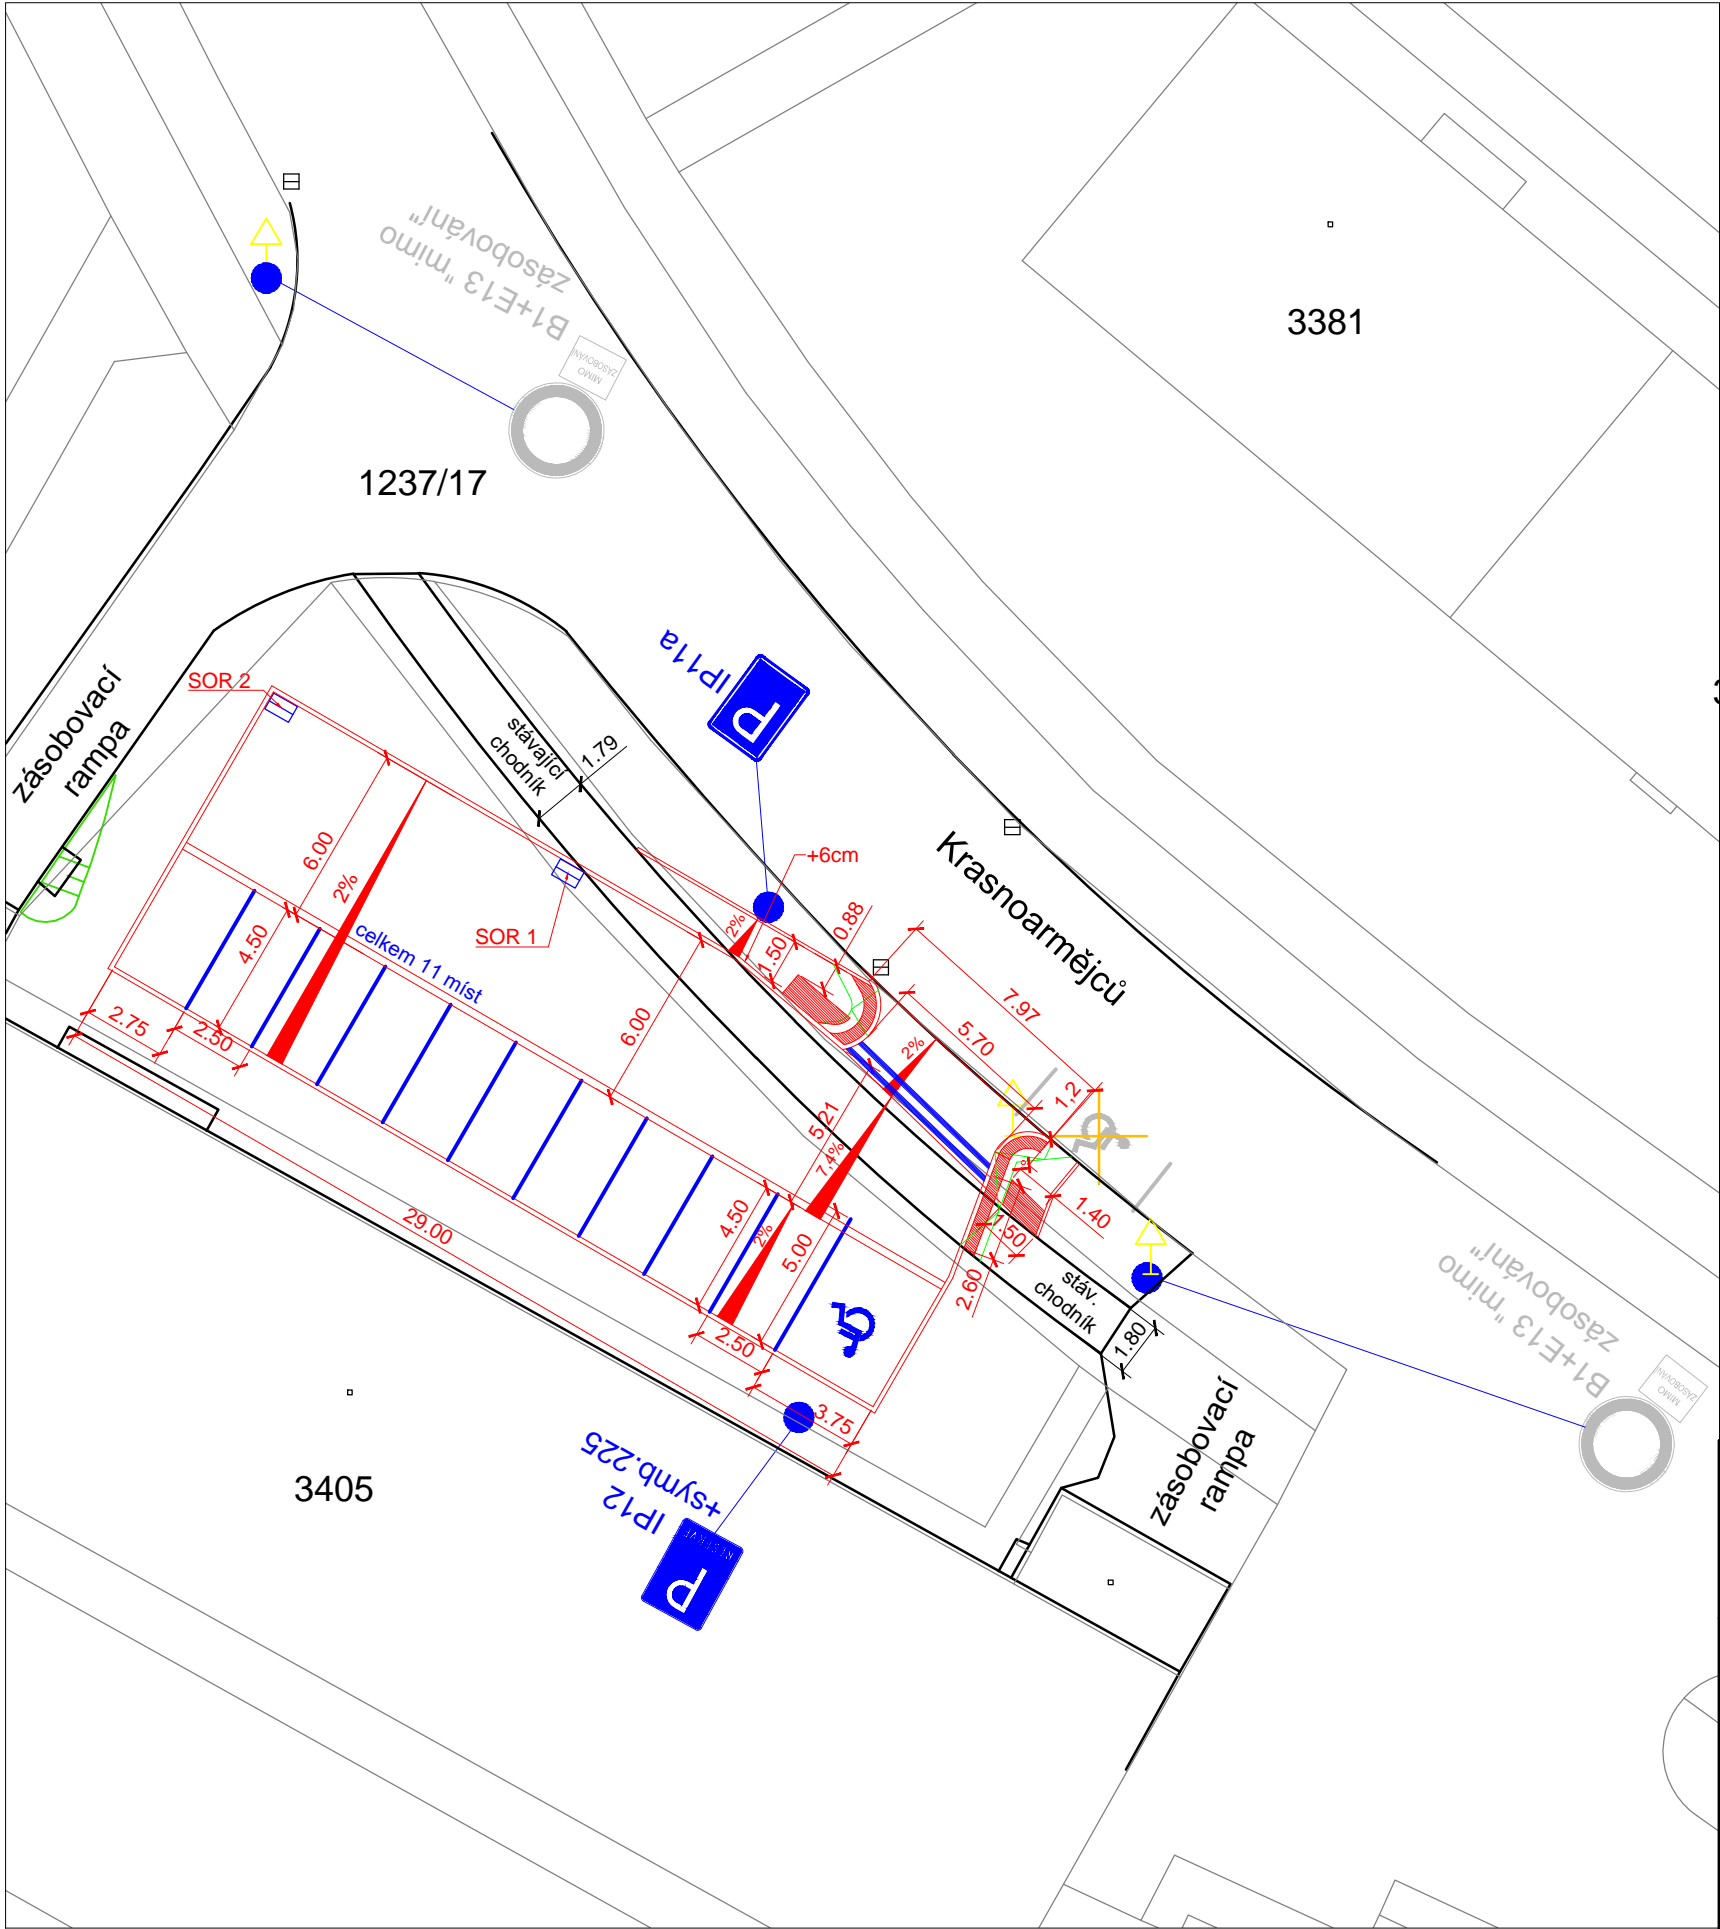 B1+E13 "mimo
zásobování"
MIMO
ZÁSOBOVÁNÍ
3381
1237/17
IP11a
P
zásobovací
rampa
SOR 2
stávající
chodník
1.79
6.00
2%
+6cm
0.88
Krasnoarmějců
4.50
celkem 11 míst
SOR 1
2%
1.50
7.97
5.70
2%
1,2
2.75
2.50
6.00
5.21
7,4%
1.40
1.50
29.00
4.50
2%
5.00
2.60
stáv.
chodník
1.80
2.50
3.75
B1+E13 "mimo
zásobování"
MIMO
ZÁSOBOVÁNÍ
zásobovací
rampa
3405
IP12
+symb.225
P